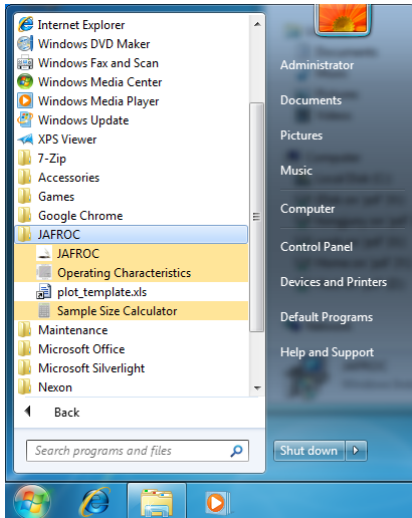 Internet Explorer
Windows DVD Maker
Windows Fax and Scan
Windows Media Center
Windows Media Player
Windows Update
XPS Viewer
7-Zip
Accessories
Games
Google Chrome
JAFROC
JAFROC
Operating Characteristics
plot_template.xls
Sample Size Calculator
Maintenance
Microsoft Office
Microsoft Silverlight
Nexon
Back
Search programs and files
Administrator
Documents
Pictures
Music
Computer
Control Panel
Devices and Printers
Default Programs
Help and Support
Shut down